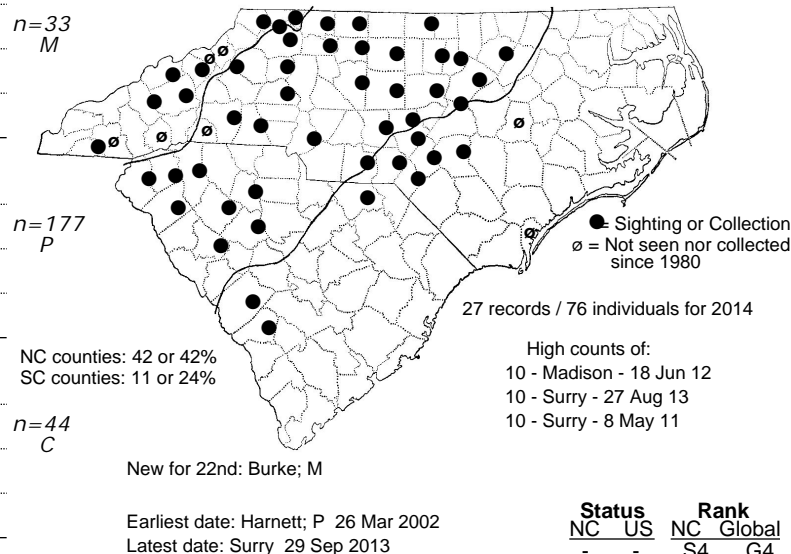 n=33
M
n=177
P
● = Sighting or Collection
ø = Not seen nor collected
since 1980
27 records / 76 individuals for 2014
NC counties: 42 or 42%
SC counties: 11 or 24%
High counts of:
10 - Madison - 18 Jun 12
10 - Surry - 27 Aug 13
10 - Surry - 8 May 11
n=44
C
New for 22nd: Burke; M
Earliest date: Harnett; P 26 Mar 2002
Latest date: Surry 29 Sep 2013
Status Rank
NC US NC Global
- - S4 G4